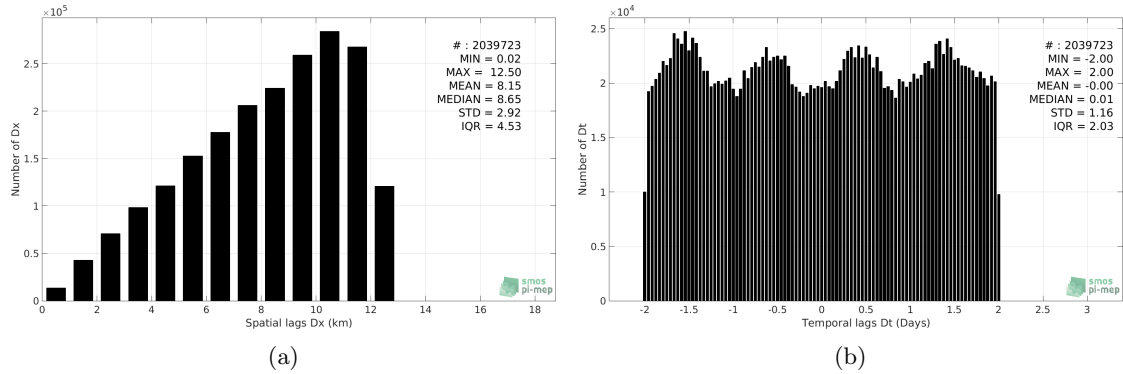 ×10^5
2.5
2
1.5
1
0.5
0
0 2 4 6 8 10 12 14 16 18
Number of Dx
Spatial lags Dx (km)
# : 2039723
MIN = 0.02
MAX = 12.50
MEAN = 8.15
MEDIAN = 8.65
STD = 2.92
IQR = 4.53
smos
pi-mep
(a)
×10^4
2.5
2
1.5
1
0.5
0
-2 -1.5 -1 -0.5 0 0.5 1 1.5 2 2.5 3
Number of Dt
Temporal lags Dt (Days)
# : 2039723
MIN = -2.00
MAX = 2.00
MEAN = -0.00
MEDIAN = 0.01
STD = 1.16
IQR = 2.03
smos
pi-mep
(b)